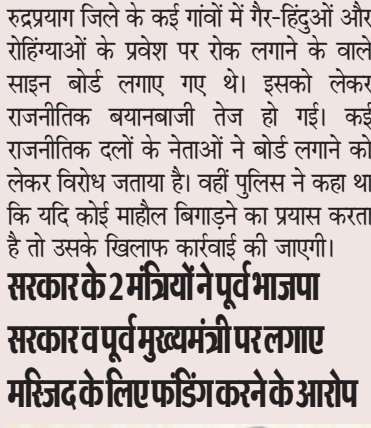 रुद्रप्रयाग जिले के कई गांवों में गैर-हिंदुओं और
रोहिंग्याओं के प्रवेश पर रोक लगाने के वाले
साइन बोर्ड लगाए गए थे। इसको लेकर
राजनीतिक बयानबाजी तेज हो गई। कई
राजनीतिक दलों के नेताओं ने बोर्ड लगाने को
लेकर विरोध जताया है। वहीं पुलिस ने कहा था
कि यदि कोई माहौल बिगाड़ने का प्रयास करता
है तो उसके खिलाफ कार्रवाई की जाएगी।
सरकार के 2 मंत्रियों ने पूर्व भाजपा
सरकार व पूर्व मुख्यमंत्री पर लगाए
मस्जिद के लिए फंडिंग करने के आरोप